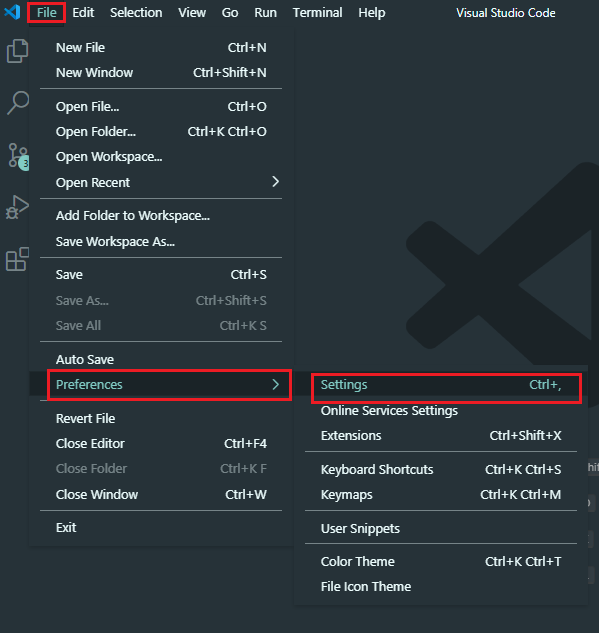 File Edit Selection View Go Run Terminal Help Visual Studio Code
New File Ctrl+N
New Window Ctrl+Shift+N
Open File... Ctrl+O
Open Folder... Ctrl+K Ctrl+O
Open Workspace...
Open Recent
Add Folder to Workspace...
Save Workspace As...
Save Ctrl+S
Save As... Ctrl+Shift+S
Save All Ctrl+K S
Auto Save
Preferences
Revert File
Close Editor Ctrl+F4
Close Folder Ctrl+K F
Close Window Ctrl+W
Exit
Settings Ctrl+,
Online Services Settings
Extensions Ctrl+Shift+X
Keyboard Shortcuts Ctrl+K Ctrl+S
Keymaps Ctrl+K Ctrl+M
User Snippets
Color Theme Ctrl+K Ctrl+T
File Icon Theme
3